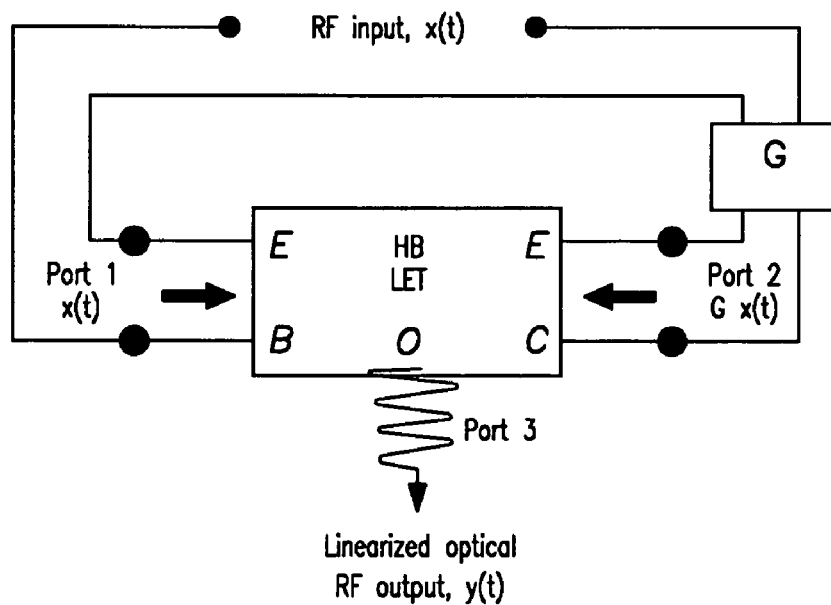 RF input, x(t)
G
E
HB
LET
E
Port 1
x(t)
Port 2
G x(t)
B
O
C
Port 3
Linearized optical
RF output, y(t)